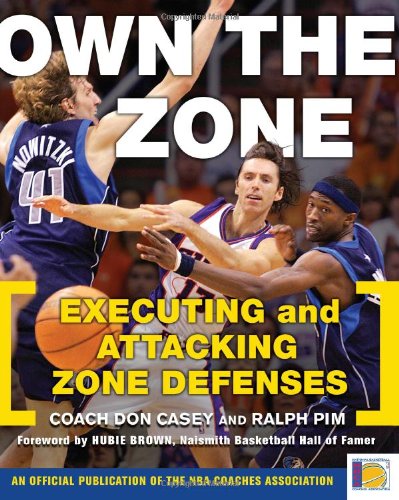 OWN THE
ZONE
NOWITZKI
41
EXECUTING and
ATTACKING
ZONE DEFENSES
COACH DON CASEY AND RALPH PIM
Foreword by HUBIE BROWN, Naismith Basketball Hall of Famer
AN OFFICIAL PUBLICATION OF THE NBA COACHES ASSOCIATION